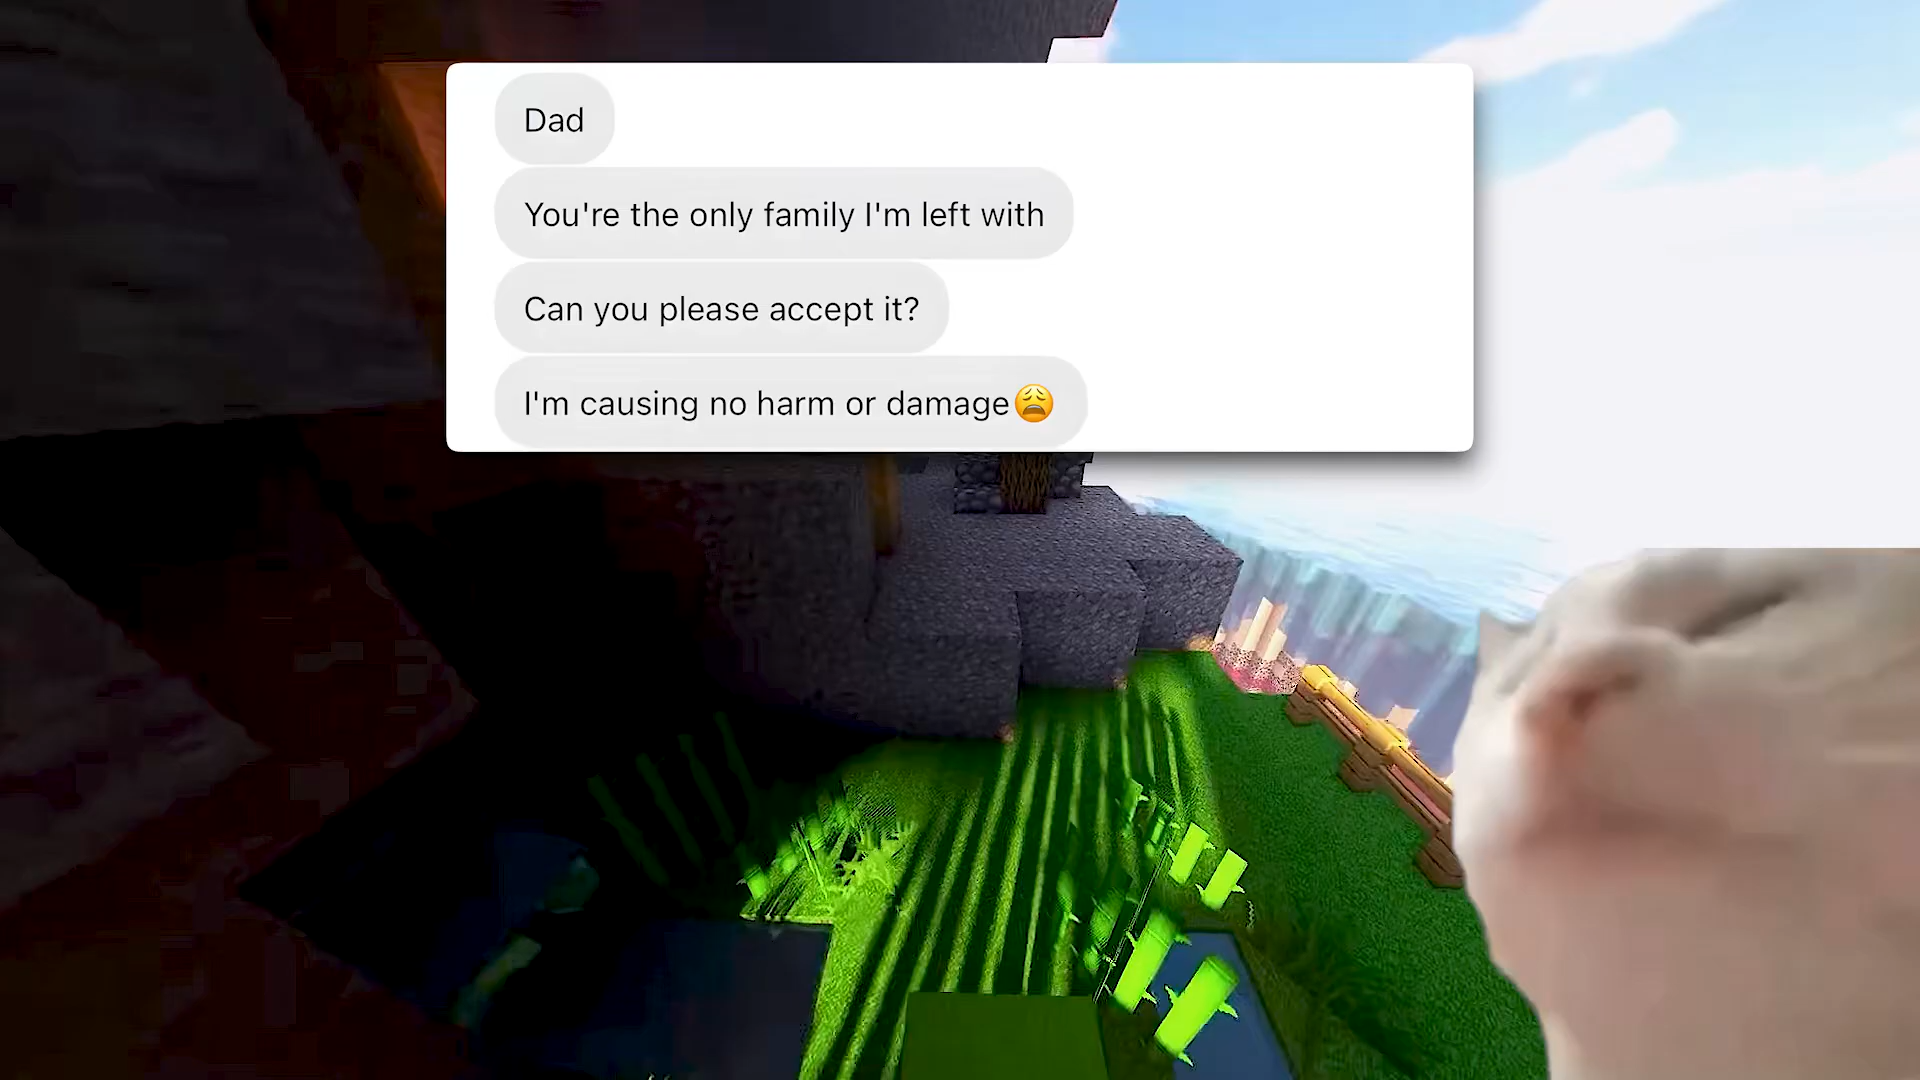 Dad
You're the only family I'm left with
Can you please accept it?
I'm causing no harm or damage😩